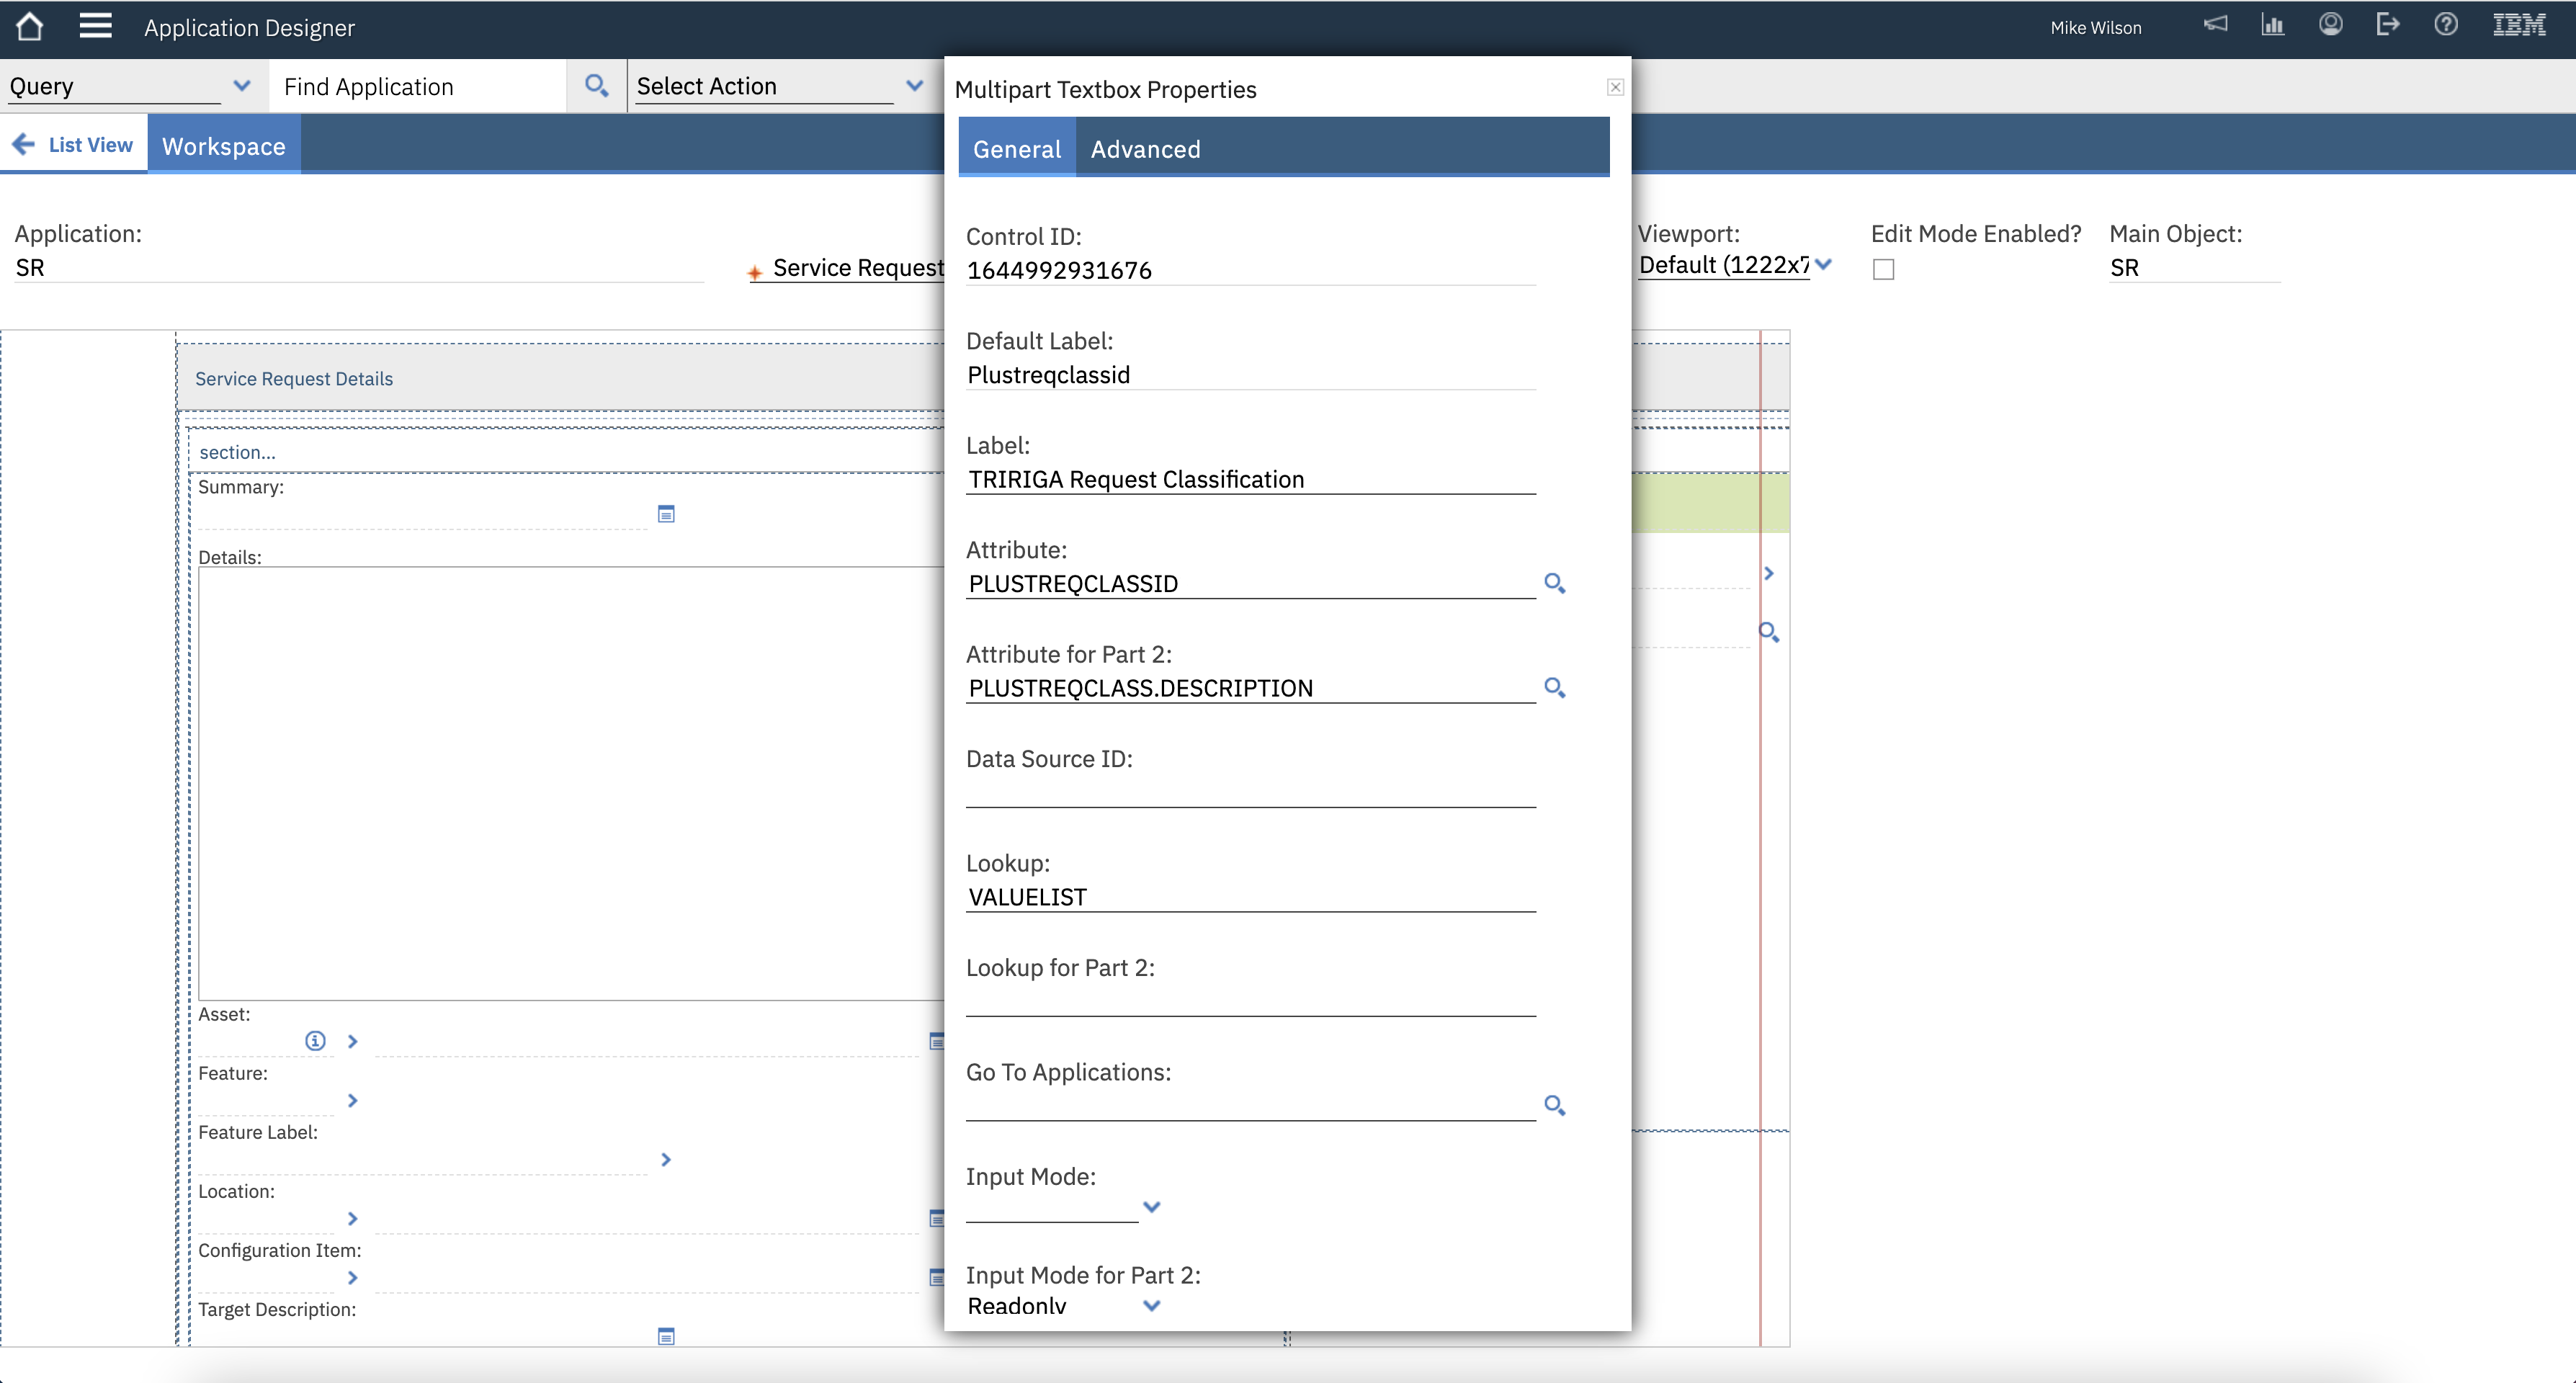 Application Designer
Mike Wilson
IBM
Query
Find Application
Select Action
List View
Workspace
Application:
SR
Service Request
Viewport:
Default (1222x7
Edit Mode Enabled?
Main Object:
SR
Service Request Details
section...
Summary:
Details:
Asset:
Feature:
Feature Label:
Location:
Configuration Item:
Target Description:
Multipart Textbox Properties
General
Advanced
Control ID:
1644992931676
Default Label:
Plustreqclassid
Label:
TRIRIGA Request Classification
Attribute:
PLUSTREQCLASSID
Attribute for Part 2:
PLUSTREQCLASS.DESCRIPTION
Data Source ID:
Lookup:
VALUELIST
Lookup for Part 2:
Go To Applications:
Input Mode:
Input Mode for Part 2:
Readonly